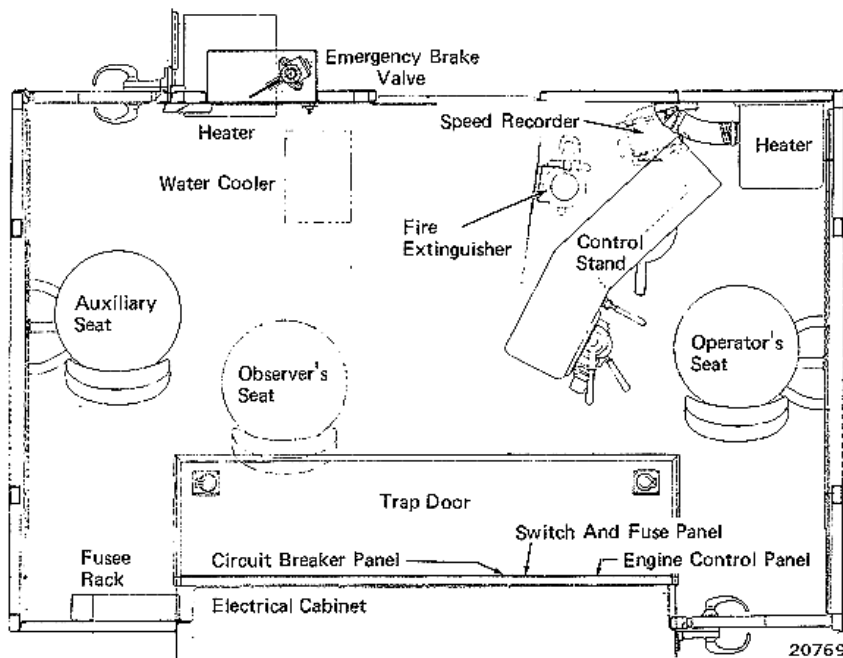 Emergency Brake
Valve
Heater
Speed Recorder
Heater
Water Cooler
Fire
Extinguisher
Control
Stand
Auxiliary
Seat
Observer's
Seat
Operator's
Seat
Trap Door
Switch And Fuse Panel
Circuit Breaker Panel
Engine Control Panel
Fusee
Rack
Electrical Cabinet
20769